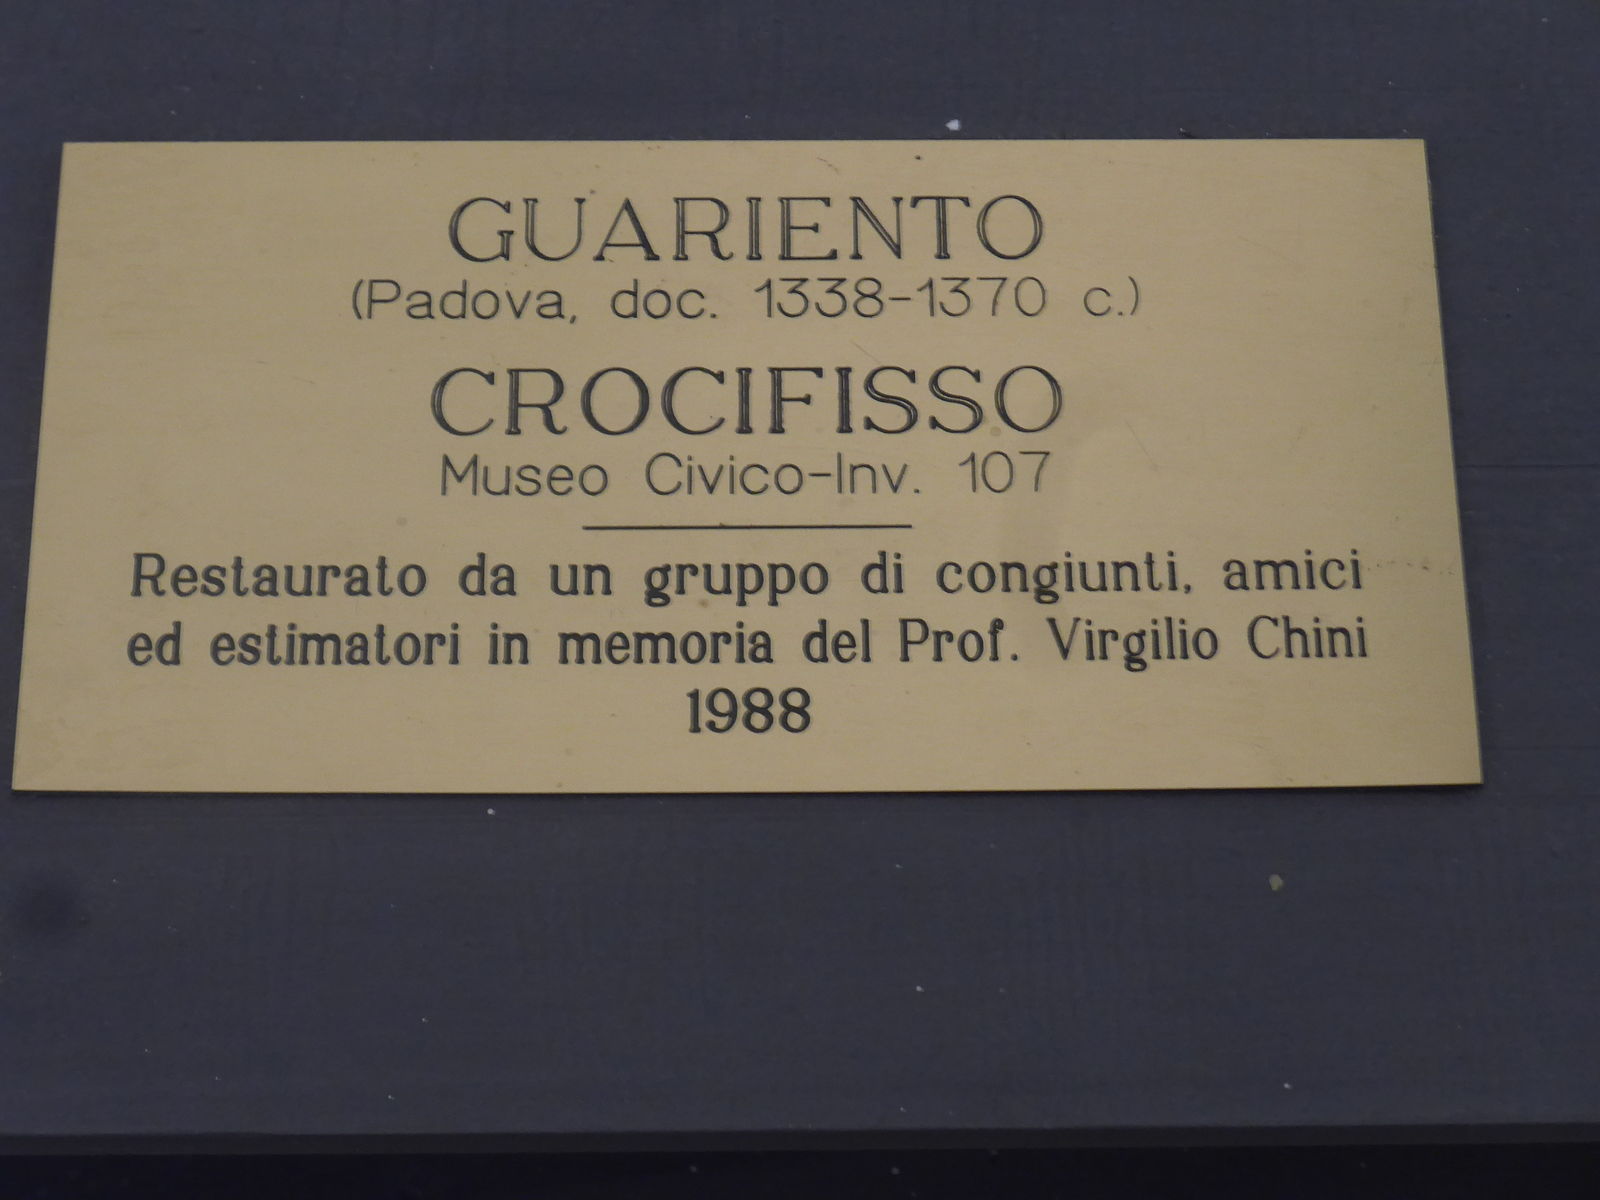 GUARIENTO
(Padova, doc. 1338-1370 c.)
CROCIFISSO
Museo Civico-Inv. 107
Restaurato da un gruppo di congiunti, amici
ed estimatori in memoria del Prof. Virgilio Chini
1988